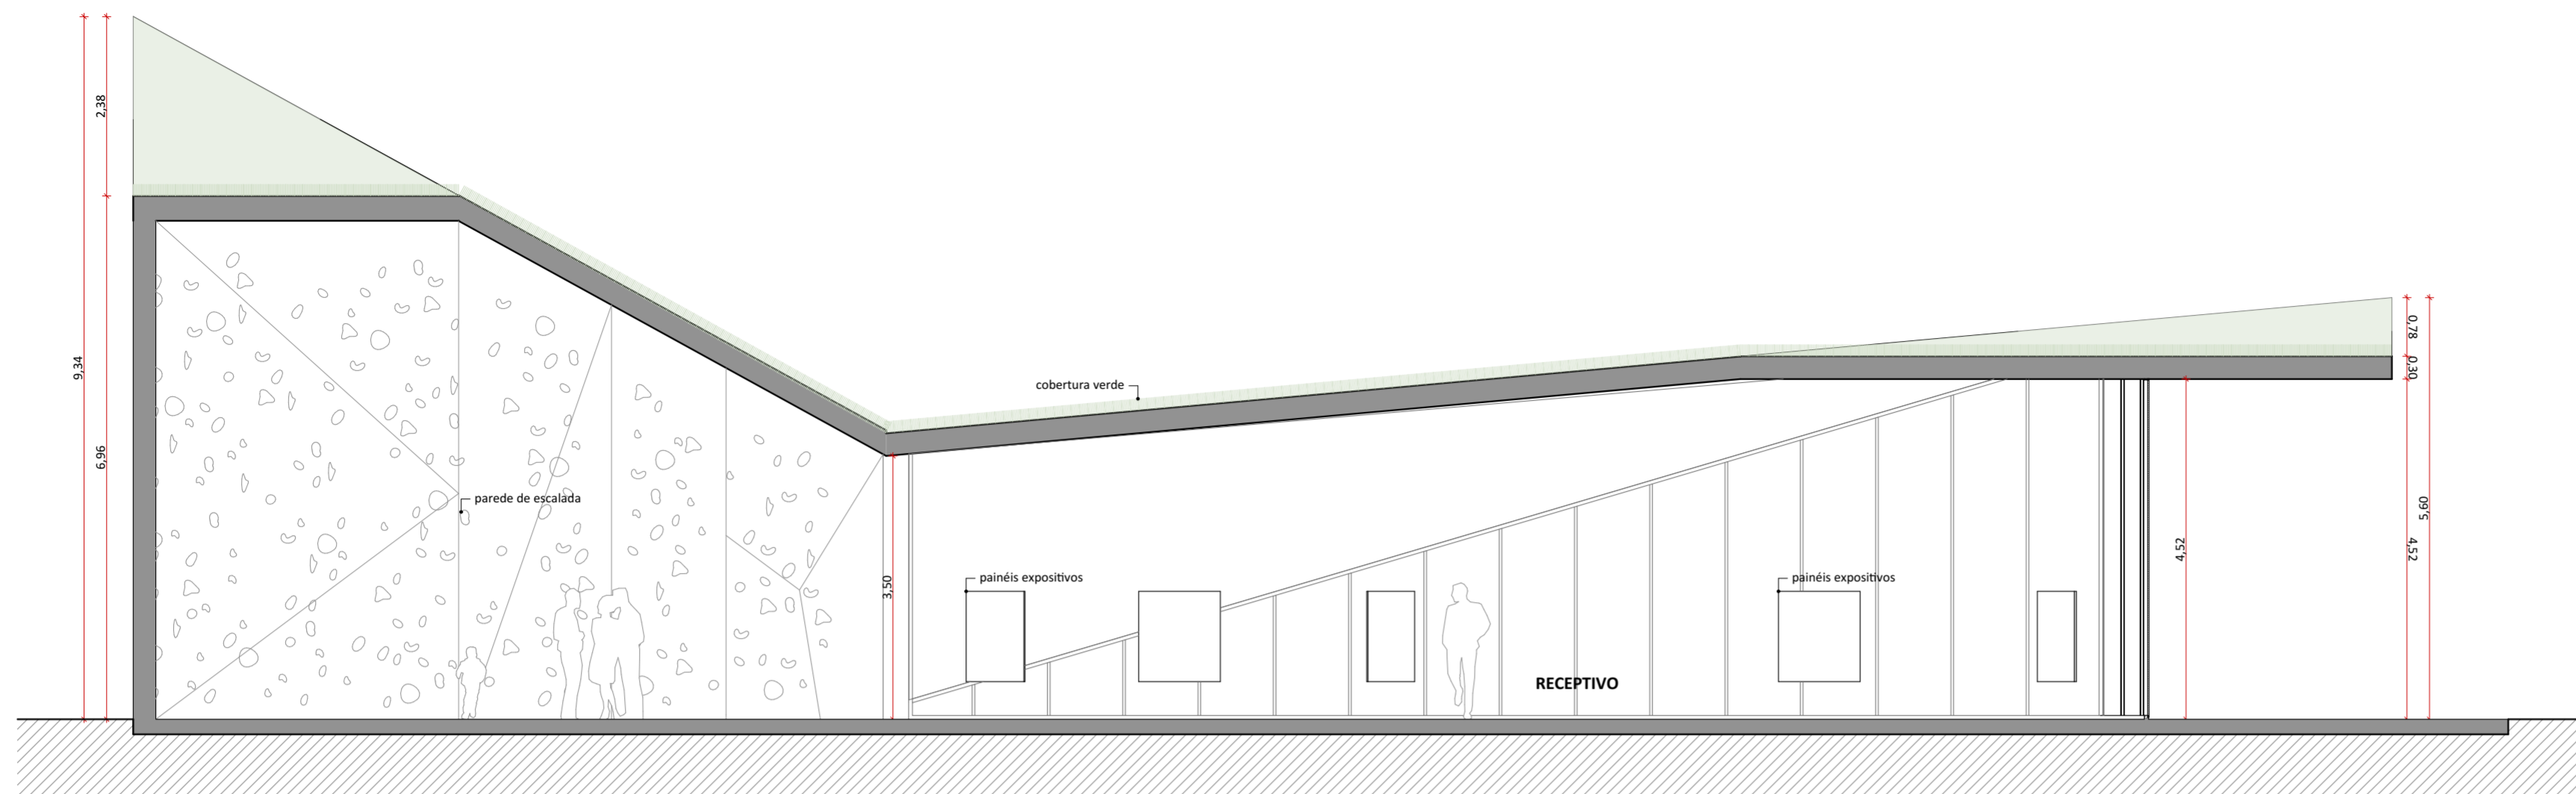 2,38
9,34
6,96
parede de escalada
cobertura verde
3,50
painéis expositivos
RECEPTIVO
painéis expositivos
4,52
0,78
0,30
4,52
5,60